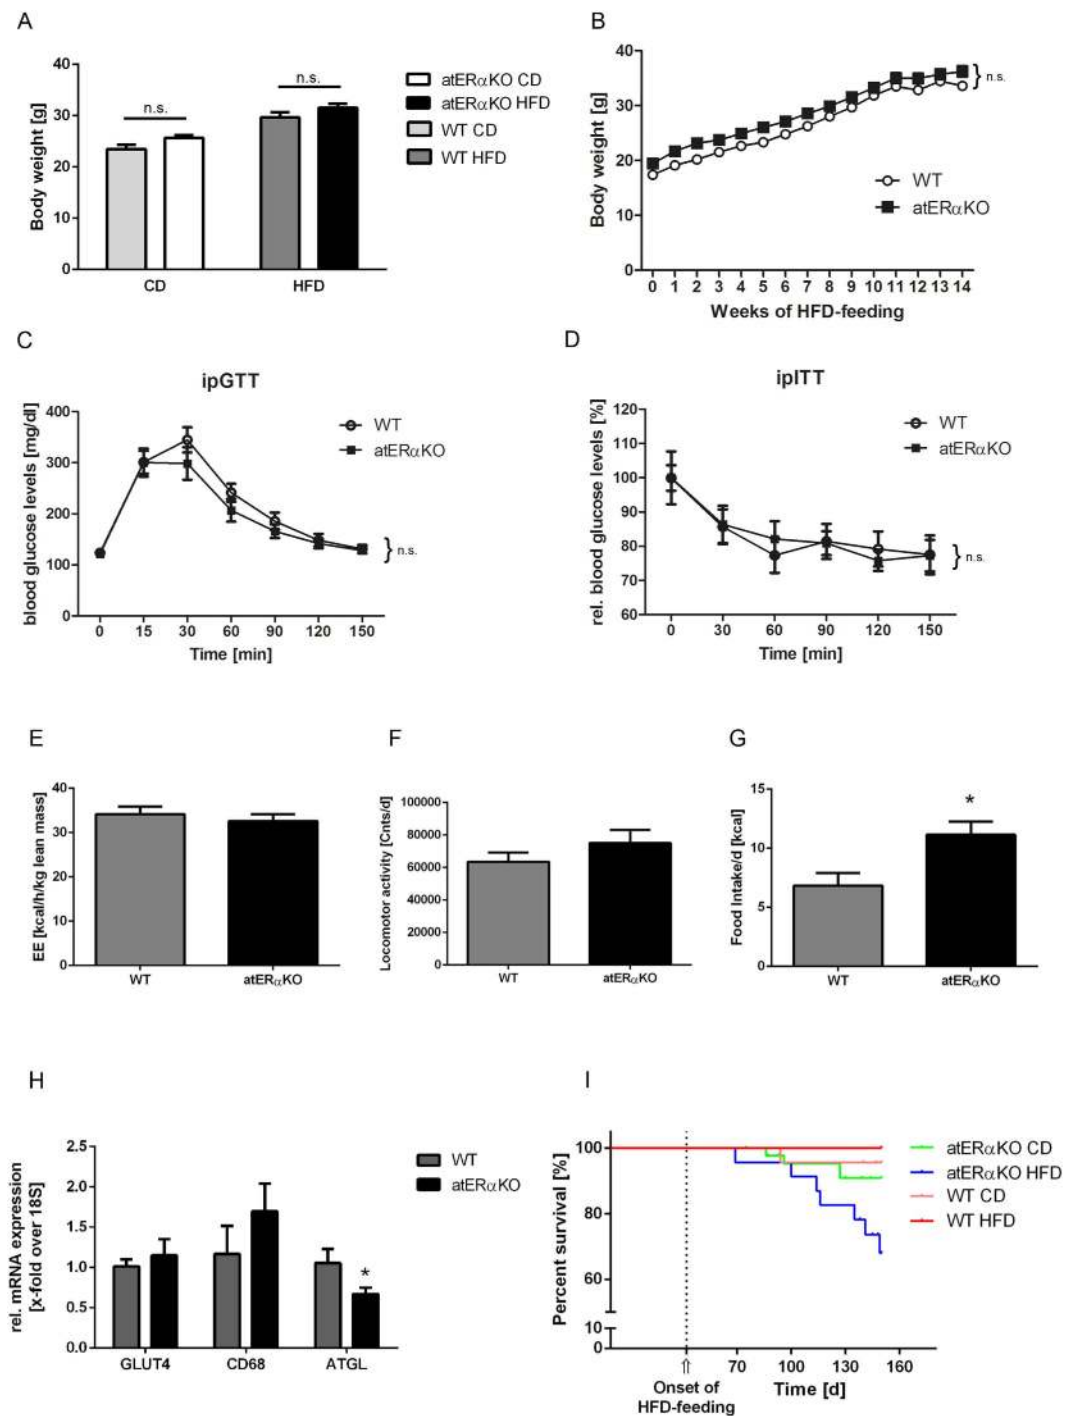 A
Body weight [g]
40
30
20
10
0
n.s.
n.s.
CD
HFD
atERαKO CD
atERαKO HFD
WT CD
WT HFD
B
Body weight [g]
40
30
20
10
0
} n.s.
WT
atERαKO
0 1 2 3 4 5 6 7 8 9 10 11 12 13 14
Weeks of HFD-feeding
C
ipGTT
blood glucose levels [mg/dl]
400
300
200
100
0
WT
atERαKO
} n.s.
0 15 30 60 90 120 150
Time [min]
D
ipITT
rel. blood glucose levels [%]
120
110
100
90
80
70
60
WT
atERαKO
} n.s.
0 30 60 90 120 150
Time [min]
E
EE [kcal/h/kg lean mass]
40
33
22
11
0
WT
atERαKO
F
Locomotor activity [Cnts/d]
100000
80000
60000
40000
20000
0
WT
atERαKO
G
Food Intake/d [kcal]
15
10
5
0
*
WT
atERαKO
H
rel. mRNA expression
[x-fold over 18S]
2.5
2.0
1.5
1.0
0.5
0.0
*
GLUT4
CD68
ATGL
WT
atERαKO
I
Percent survival [%]
100
80
60
10
0
atERαKO CD
atERαKO HFD
WT CD
WT HFD
70 100 130 160
⇑
Onset of
HFD-feeding
Time [d]